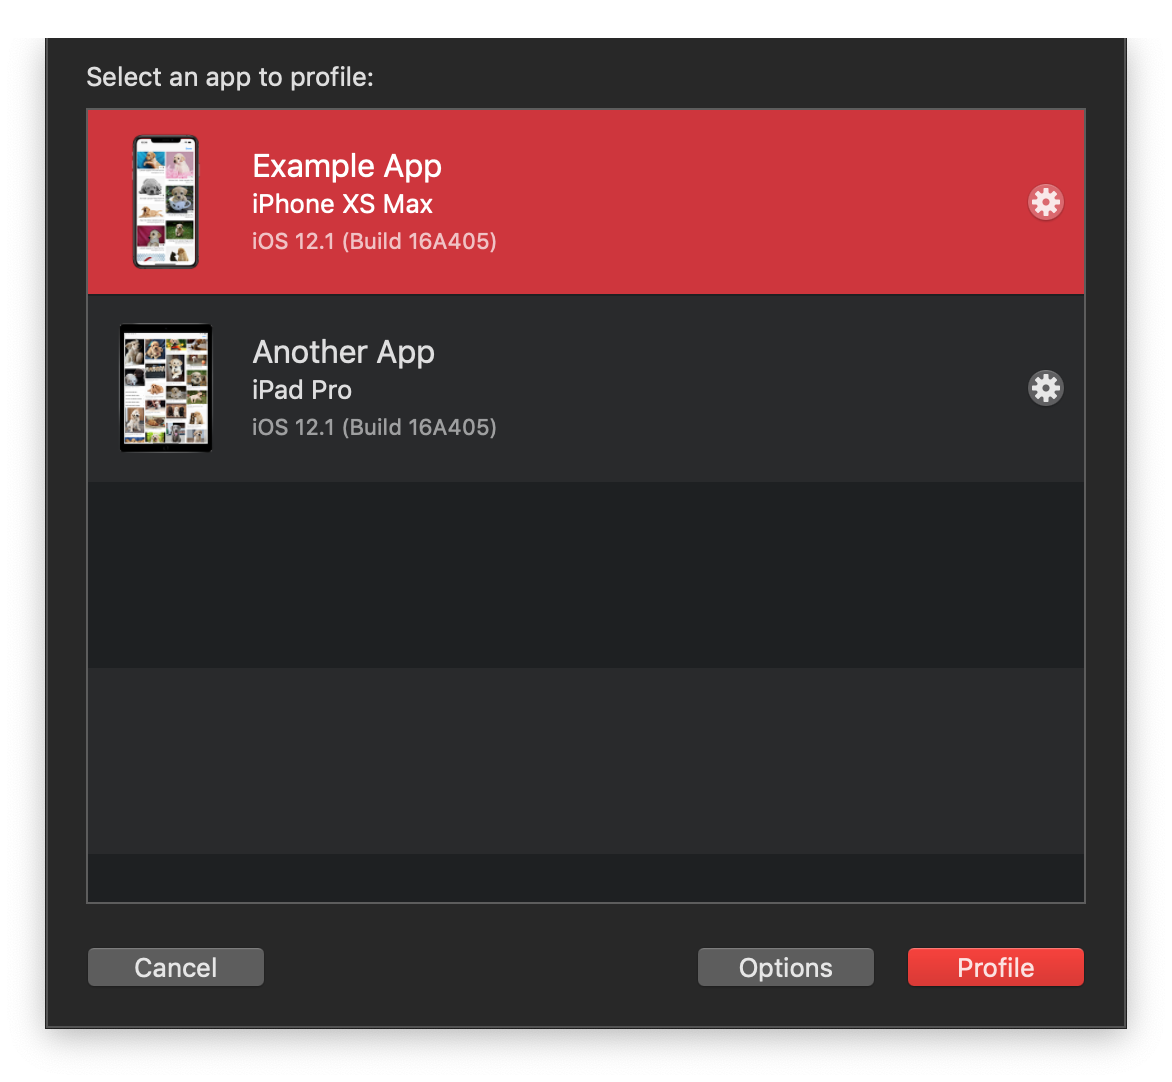 Select an app to profile:
Example App
iPhone XS Max
iOS 12.1 (Build 16A405)
Another App
iPad Pro
iOS 12.1 (Build 16A405)
Cancel
Options
Profile